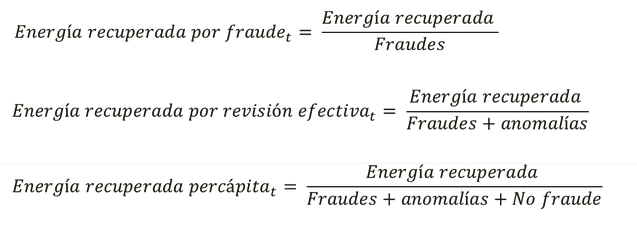 Energía recuperada por fraude_t = Energía recuperada / Fraudes
Energía recuperada por revisión efectiva_t = Energía recuperada / Fraudes + anomalías
Energía recuperada percápita_t = Energía recuperada / Fraudes + anomalías + No fraude